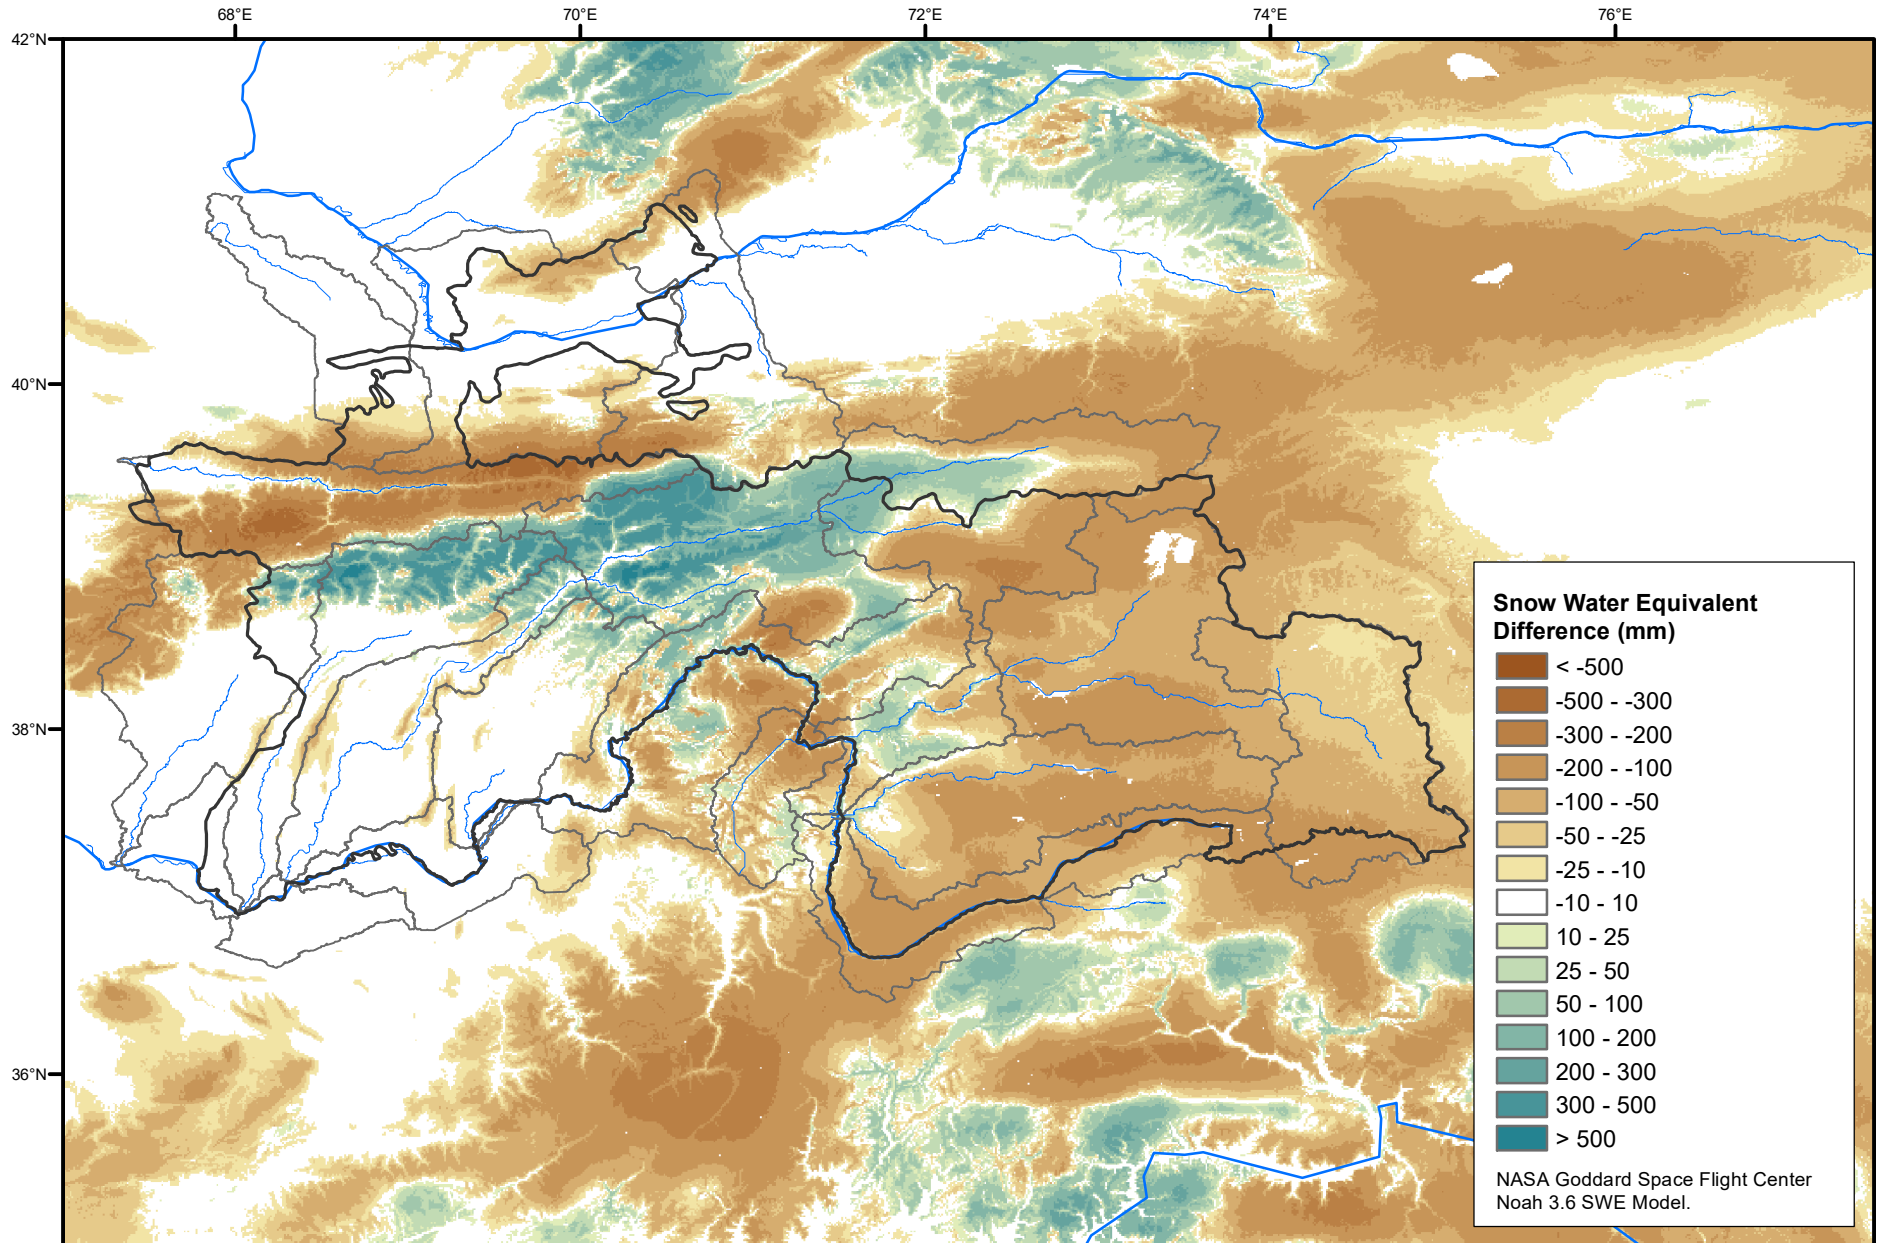 68°E 70°E 72°E 74°E 76°E
42°N
40°N
38°N
36°N
Snow Water Equivalent
Difference (mm)
< -500
-500 - -300
-300 - -200
-200 - -100
-100 - -50
-50 - -25
-25 - -10
-10 - 10
10 - 25
25 - 50
50 - 100
100 - 200
200 - 300
300 - 500
> 500
NASA Goddard Space Flight Center
Noah 3.6 SWE Model.